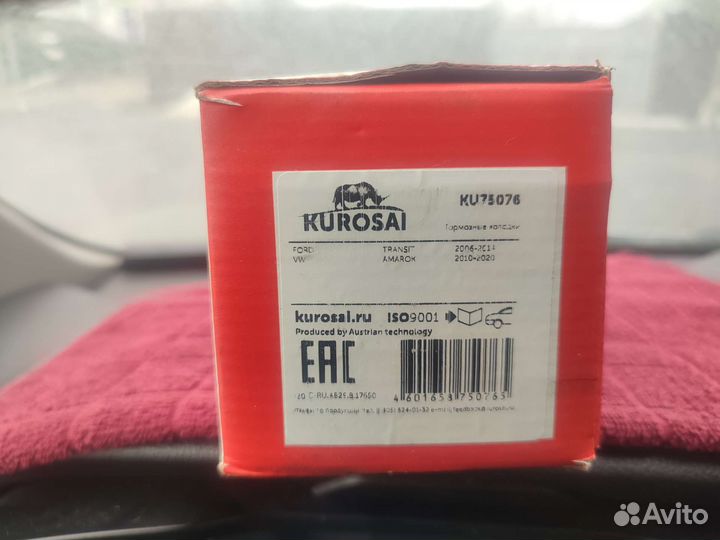 KUROSAI
KU75076
Тормозные колодки
FORD TRANSIT 2006-2014
VW AMAROK 2010-2020
kurosai.ru ISO9001
Produced by Austrian technology
EAC
4601658750765
Avito